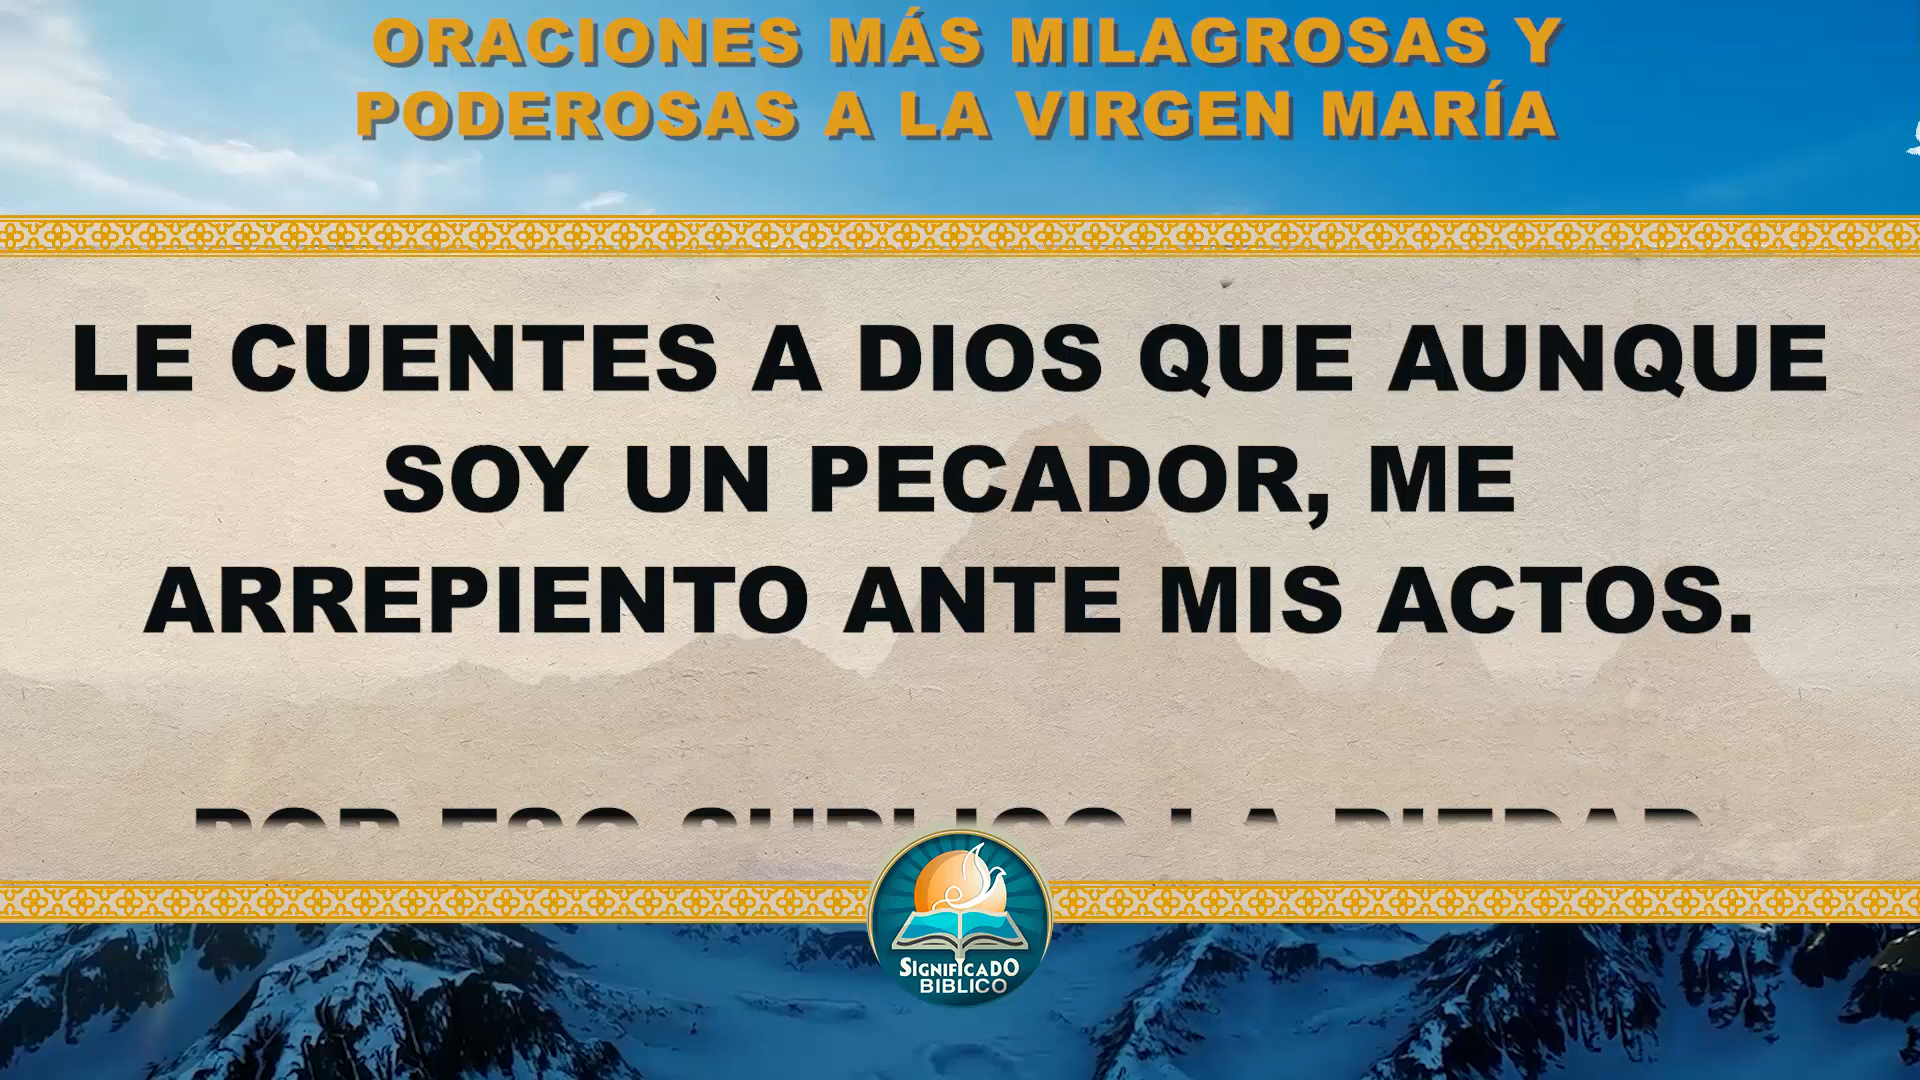 ORACIONES MÁS MILAGROSAS Y
PODEROSAS A LA VIRGEN MARÍA
LE CUENTES A DIOS QUE AUNQUE
SOY UN PECADOR, ME
ARREPIENTO ANTE MIS ACTOS.
SIGNIFICADO
BIBLICO